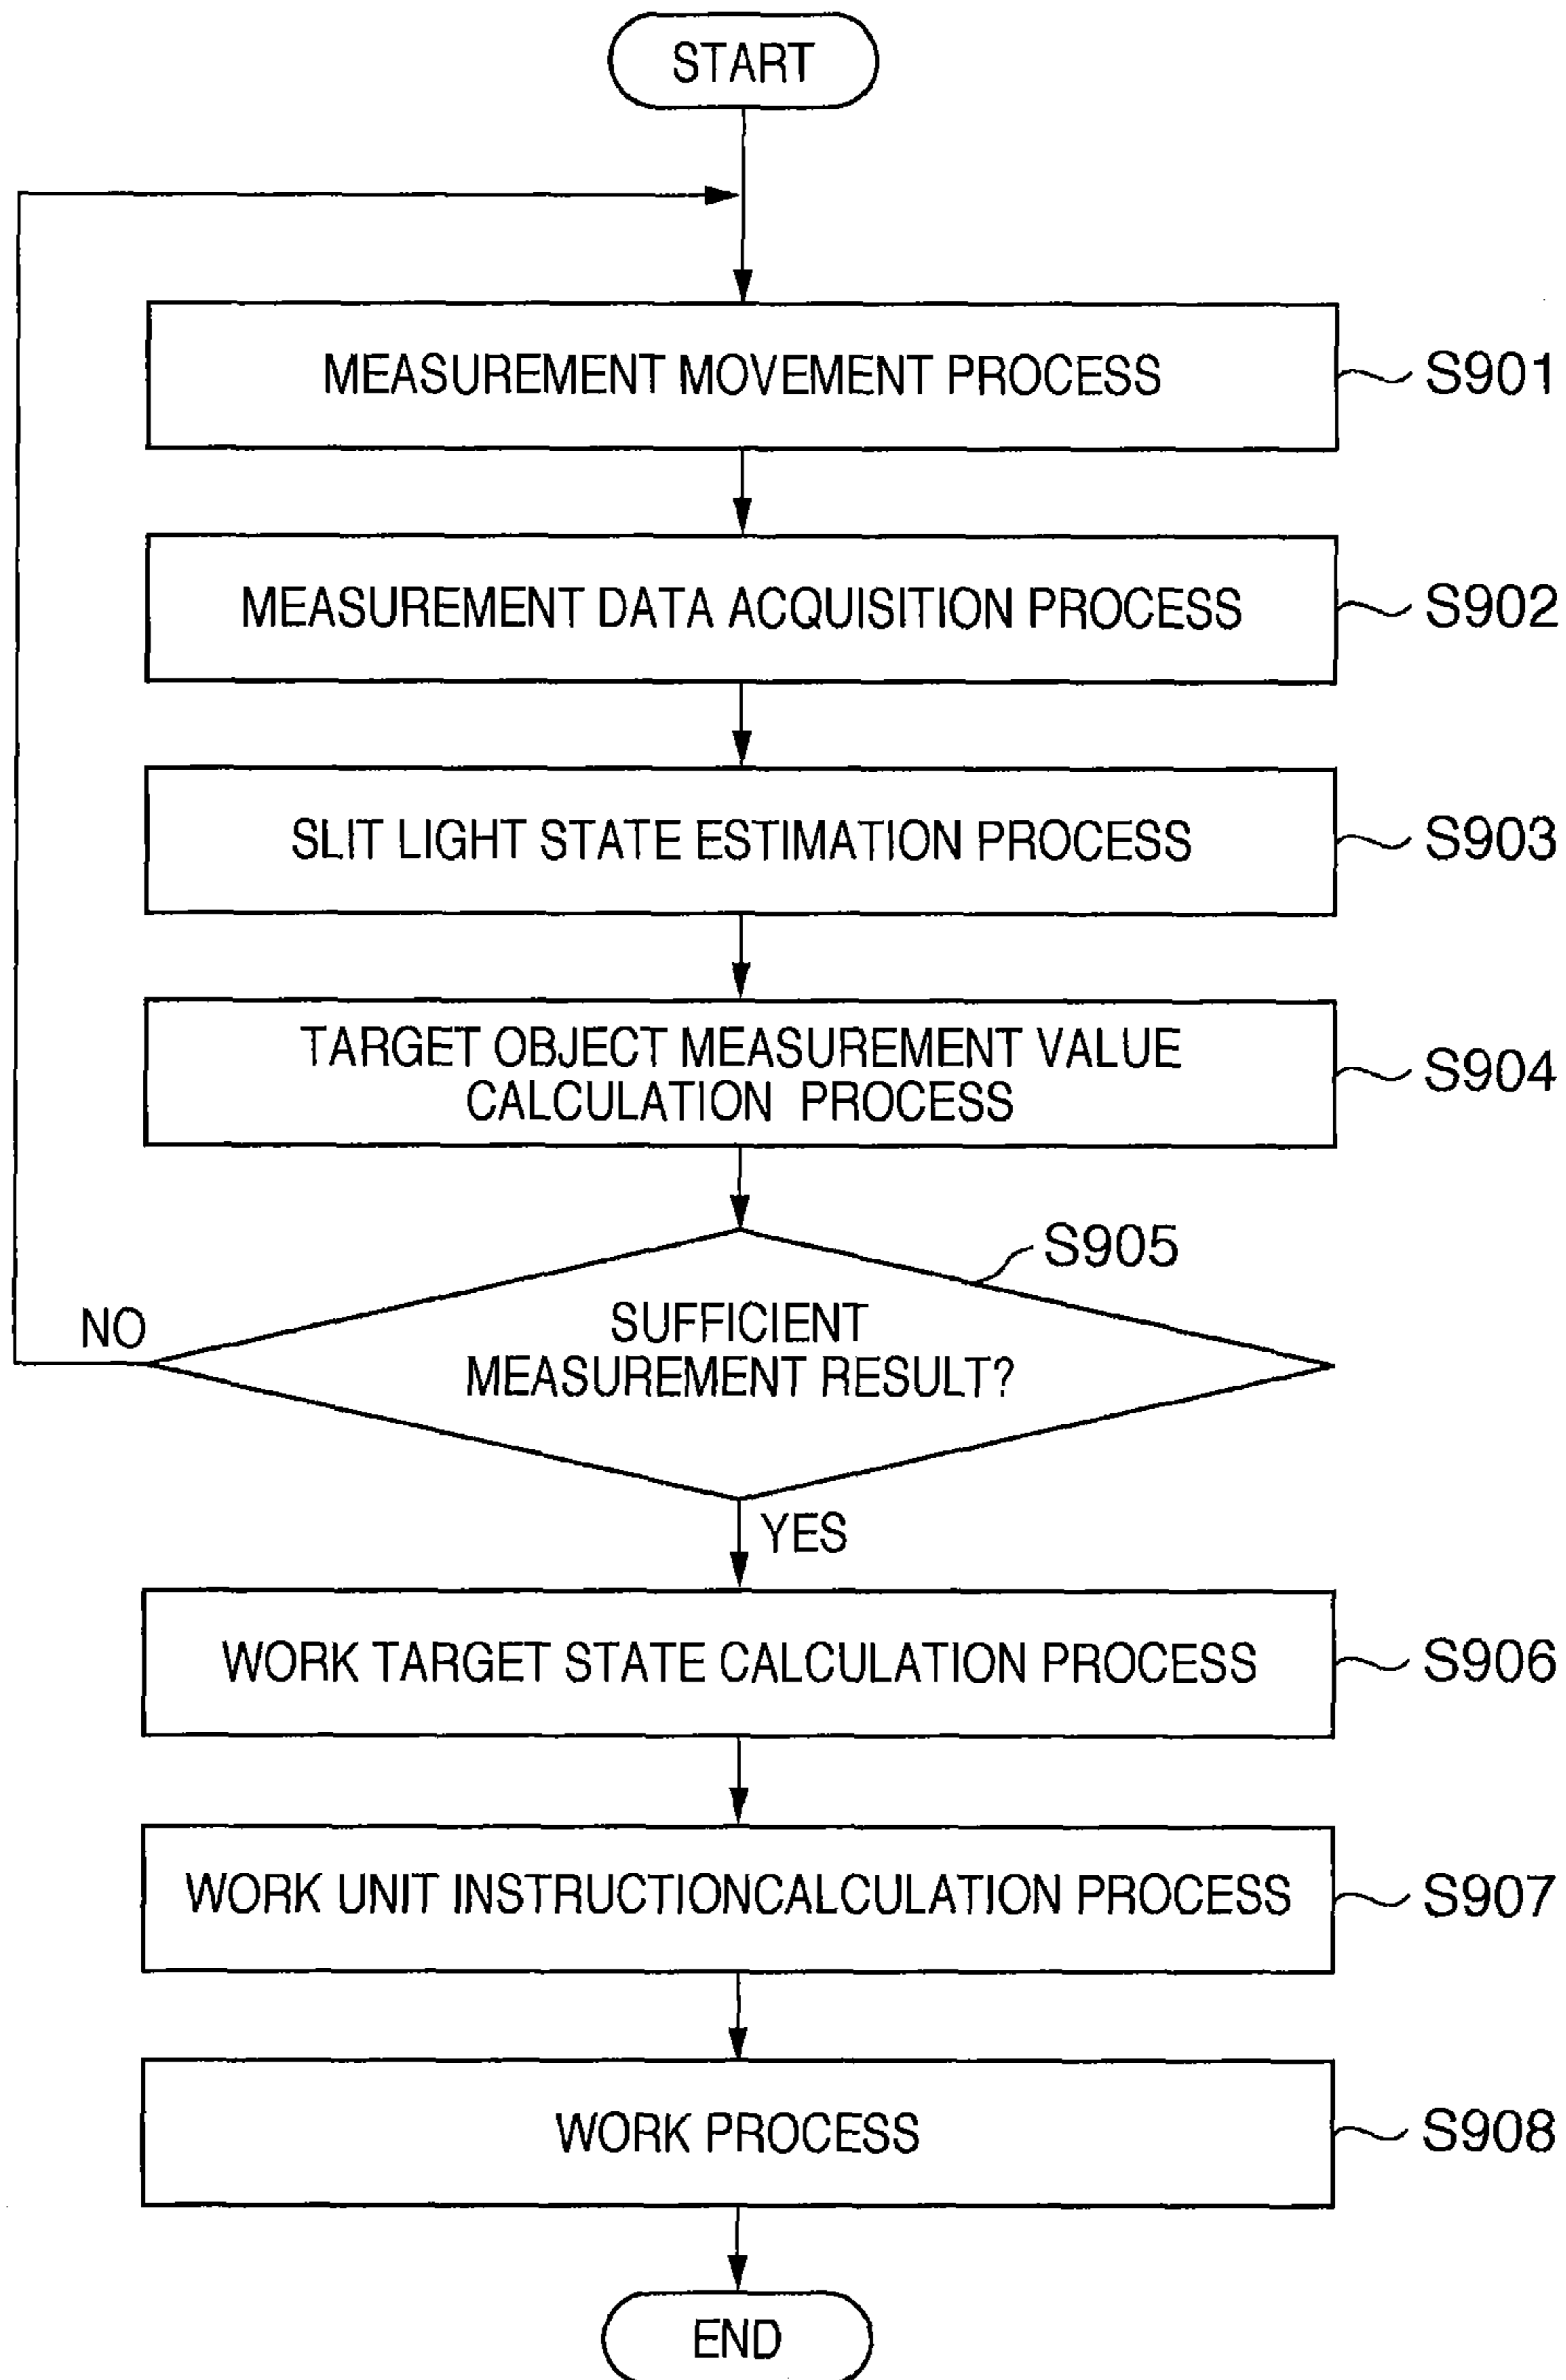 START
MEASUREMENT MOVEMENT PROCESS
S901
MEASUREMENT DATA ACQUISITION PROCESS
S902
SLIT LIGHT STATE ESTIMATION PROCESS
S903
TARGET OBJECT MEASUREMENT VALUE
CALCULATION PROCESS
S904
S905
NO
SUFFICIENT
MEASUREMENT RESULT?
YES
WORK TARGET STATE CALCULATION PROCESS
S906
WORK UNIT INSTRUCTIONCALCULATION PROCESS
S907
WORK PROCESS
S908
END